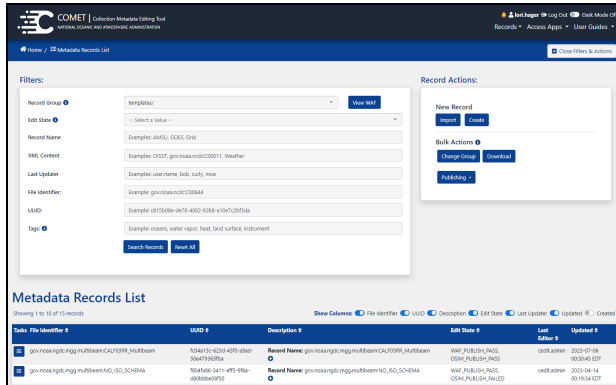 COMET | Collection Metadata Editing Tool
NATIONAL OCEANIC AND ATMOSPHERIC ADMINISTRATION
lori.hager Log Out Dark Mode Of
Records Access Apps User Guides
Home / Metadata Records List
Close Filters & Actions
Filters:
Record Group templates/ View WAF
Edit State -- Select a Value --
Record Name Examples: AMSU, GOES, Grid
XML Content Examples: OISST, gov.noaa.ncdc:C00011, Weather
Last Updater Examples: user.name, bob, curly, moe
File Identifier: Example: gov.noaa.ncdc:C00844
UUID: Example: c815b06e-de78-4002-83b8-a10e7c2bf3da
Tags: Example: oceans, water vapor, heat, land surface, instrument
Search Records Reset All
Record Actions:
New Record
Import Create
Bulk Actions
Change Group Download
Publishing
Metadata Records List
Showing 1 to 10 of 15 records
Show Columns: File Identifier UUID Description Edit State Last Updater Updated Created
Tasks File Identifier UUID Description Edit State Last Editor Updated
gov.noaa.ngdc.mgg.multibeam:CALF03RR_Multibeam
Record Name: gov.noaa.ngdc.mgg.multibeam:CALF03RR_Multibeam
WAF_PUBLISH_PASS,
OSIM_PUBLISH_PASS
cedit.admin 2023-07-06
00:30:45 EDT
gov.noaa.ngdc.mgg.multibeam:NO_ISO_SCHEMA
Record Name: gov.noaa.ngdc.mgg.multibeam:NO_ISO_SCHEMA
WAF_PUBLISH_PASS,
OSIM_PUBLISH_FAILED
cedit.admin 2023-04-14
00:19:34 EDT